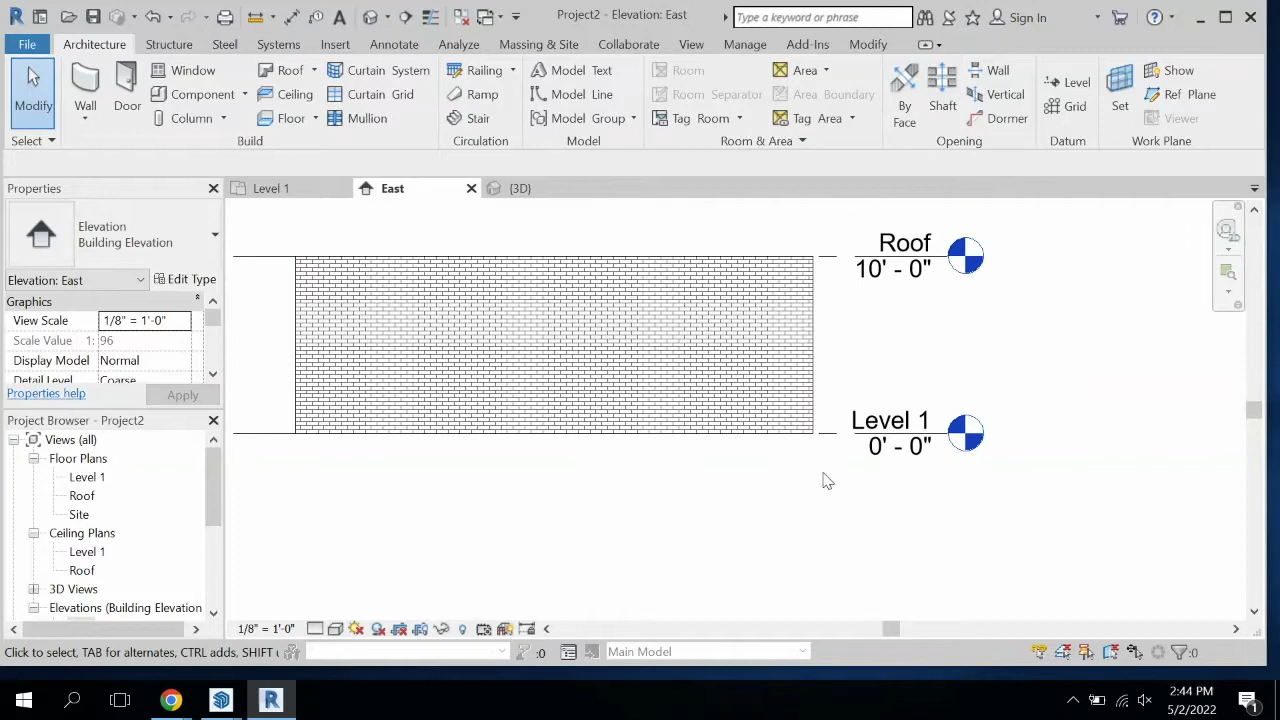 Project2 - Elevation: East
Type a keyword or phrase
Sign In
File Architecture Structure Steel Systems Insert Annotate Analyze Massing & Site Collaborate View Manage Add-Ins Modify
Modify
Select
Wall
Door
Window
Component
Column
Roof
Ceiling
Floor
Curtain System
Curtain Grid
Mullion
Build
Railing
Ramp
Stair
Circulation
Model Text
Model Line
Model Group
Model
Room
Room Separator
Tag Room
Area
Area Boundary
Tag Area
Room & Area
By
Face
Shaft
Wall
Vertical
Dormer
Opening
Level
Grid
Datum
Set
Show
Ref Plane
Viewer
Work Plane
Properties
Level 1
East
{3D}
Elevation
Building Elevation
Elevation: East
Edit Type
Graphics
View Scale 1/8" = 1'-0"
Scale Value 1: 96
Display Model Normal
Detail Level Coarse
Properties help
Apply
Project Browser - Project2
Views (all)
Floor Plans
Level 1
Roof
Site
Ceiling Plans
Level 1
Roof
3D Views
Elevations (Building Elevation
Roof
10' - 0"
Level 1
0' - 0"
2D
1/8" = 1'-0"
Click to select, TAB for alternates, CTRL adds, SHIFT u
:0
Main Model
:0
2:44 PM
5/2/2022
1